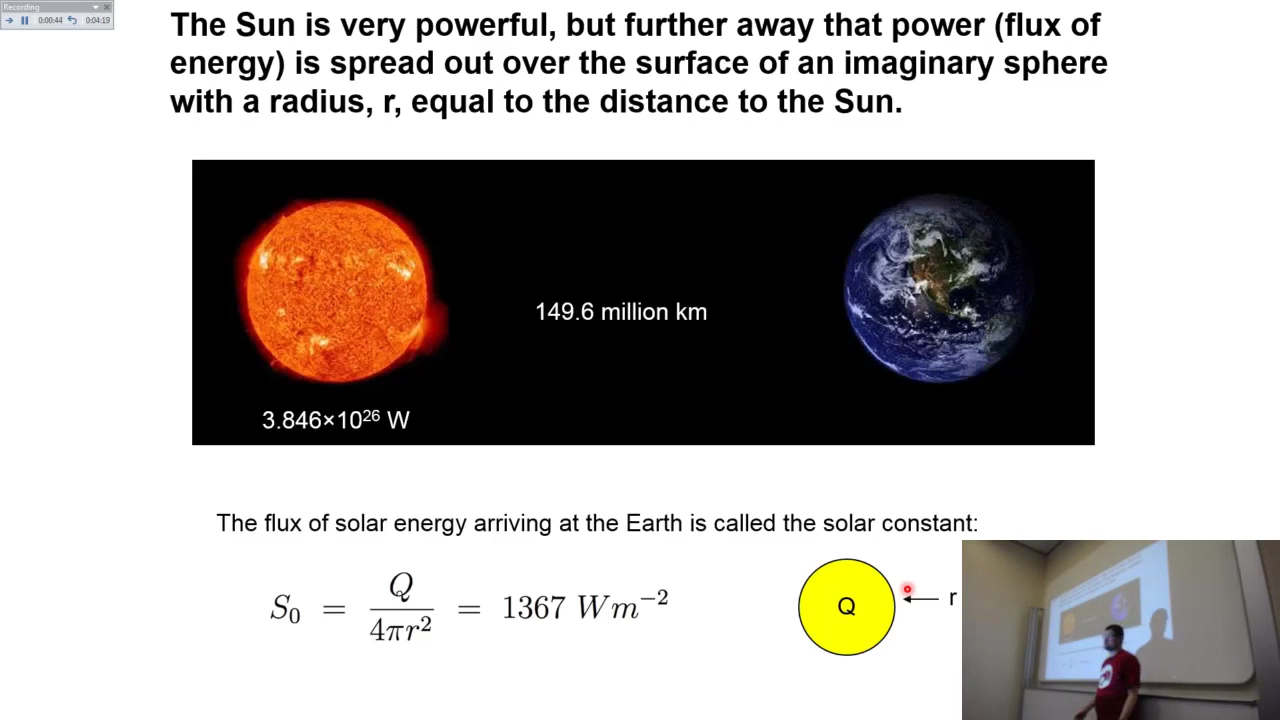 Recording
0:00:44 0:04:19
The Sun is very powerful, but further away that power (flux of
energy) is spread out over the surface of an imaginary sphere
with a radius, r, equal to the distance to the Sun.
149.6 million km
3.846×10²⁶ W
The flux of solar energy arriving at the Earth is called the solar constant:
S₀ = Q / 4πr² = 1367 Wm⁻²
Q
r